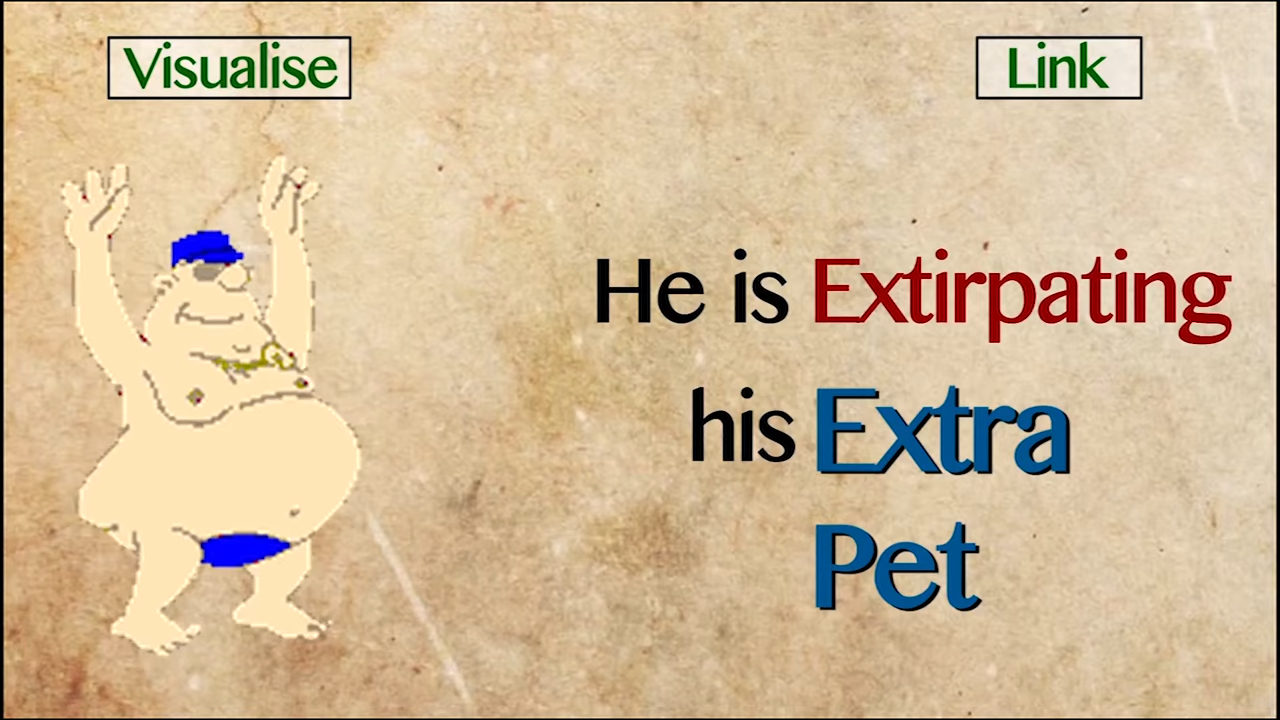 Visualise
Link
He is Extirpating
his Extra
Pet